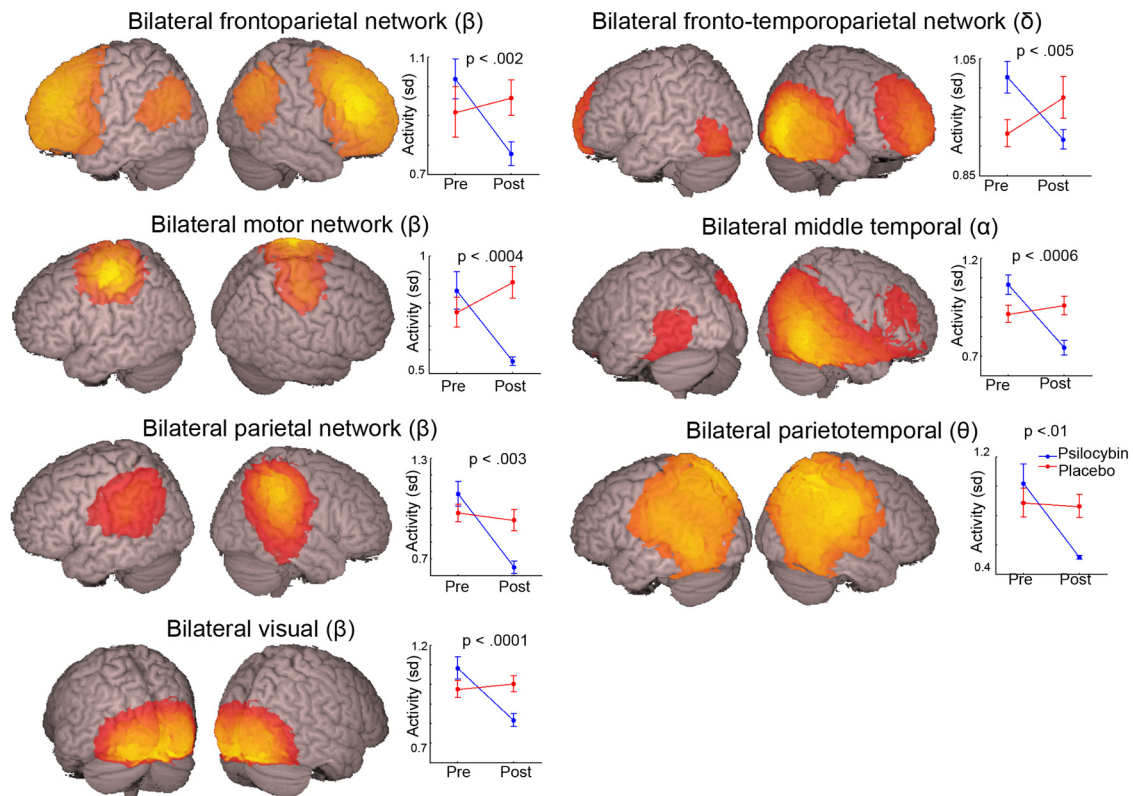 Bilateral frontoparietal network (β)
1.1
p < .002
Activity (sd)
0.7
Pre Post
Bilateral fronto-temporoparietal network (δ)
1.05
p < .005
Activity (sd)
0.85
Pre Post
Bilateral motor network (β)
1
p < .0004
Activity (sd)
0.5
Pre Post
Bilateral middle temporal (α)
1.2
p < .0006
Activity (sd)
0.7
Pre Post
Bilateral parietal network (β)
1.3
p < .003
Activity (sd)
0.7
Pre Post
Bilateral parietotemporal (θ)
p <.01
1.2
Psilocybin
Placebo
Activity (sd)
0.4
Pre Post
Bilateral visual (β)
1.2
p < .0001
Activity (sd)
0.7
Pre Post